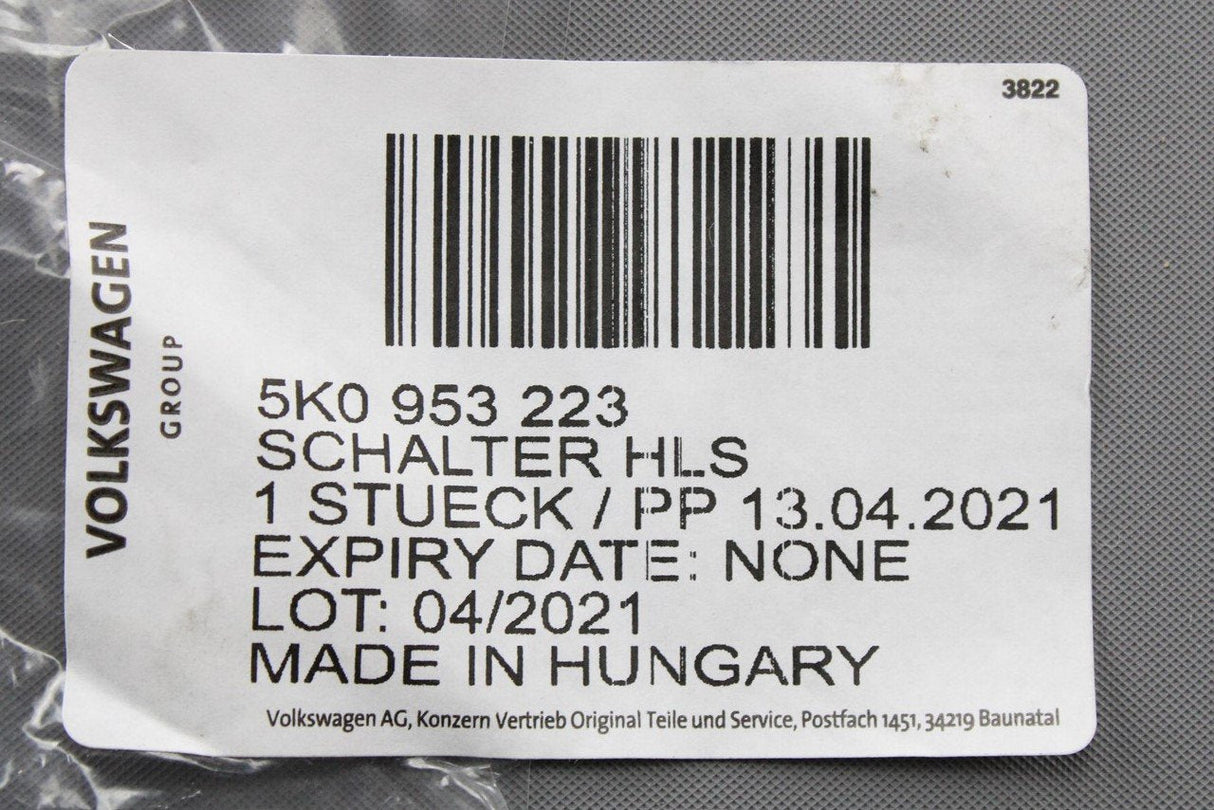 3822
VOLKSWAGEN
GROUP
5K0 953 223
SCHALTER HLS
1 STUECK / PP 13.04.2021
EXPIRY DATE: NONE
LOT: 04/2021
MADE IN HUNGARY
Volkswagen AG, Konzern Vertrieb Original Teile und Service, Postfach 1451, 34219 Baunatal